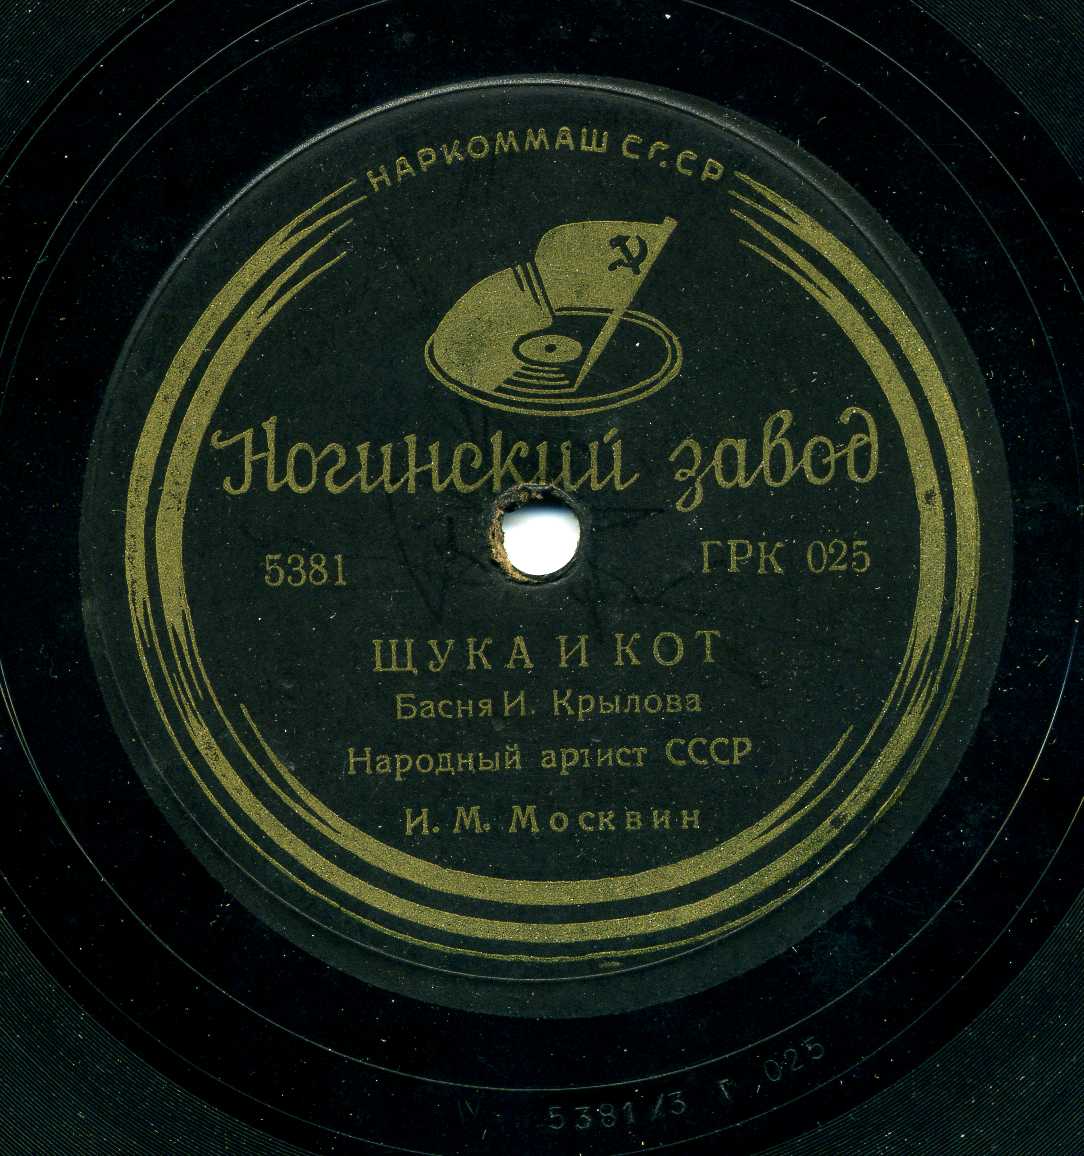 НАРКОММАШ СССР
Ногинский завод
5381
ГРК 025
ЩУКА И КОТ
Басня И. Крылова
Народный артист СССР
И. М. Москвин
5381/3 Г 025